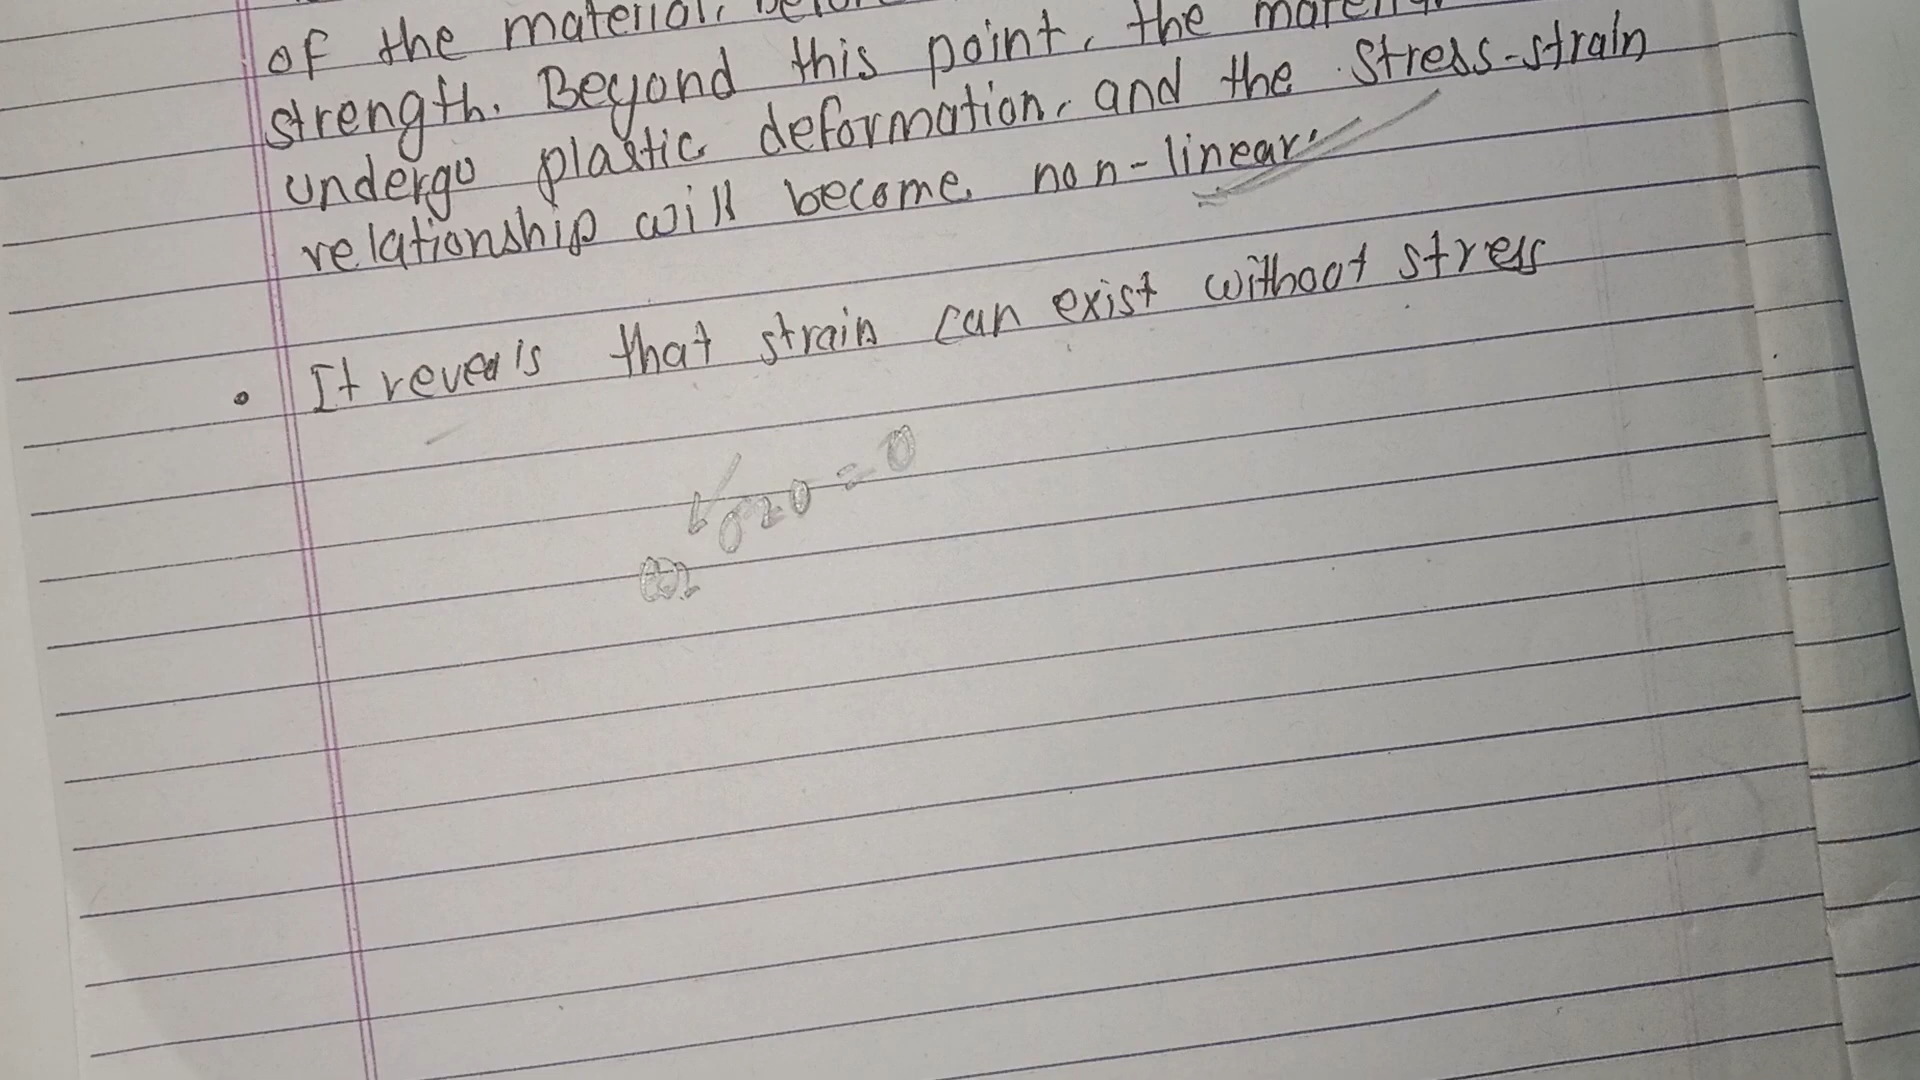 of the material,
strength. Beyond this point, the
undergo plastic deformation, and the stress-strain
relationship will become non-linear.
• It reveals that strain can exist without stress
= 0